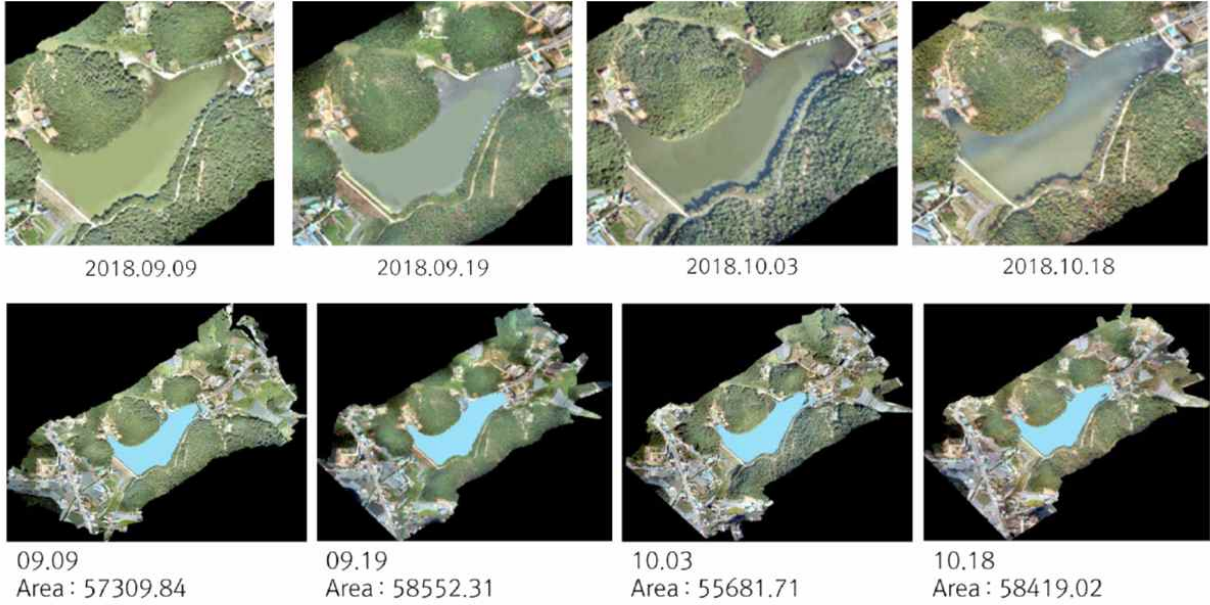 2018.09.09
2018.09.19
2018.10.03
2018.10.18
09.09
Area : 57309.84
09.19
Area : 58552.31
10.03
Area : 55681.71
10.18
Area : 58419.02